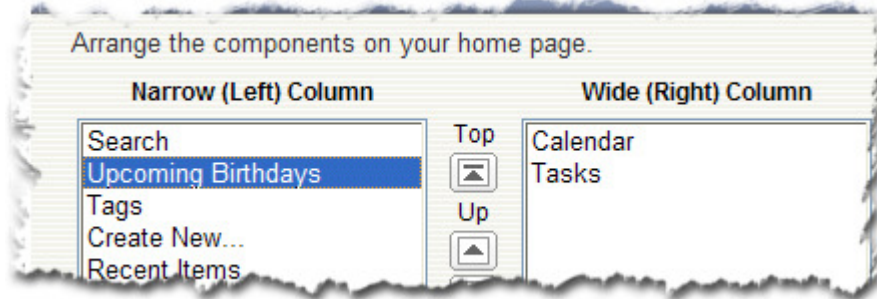 Arrange the components on your home page.
Narrow (Left) Column
Search
Upcoming Birthdays
Tags
Create New...
Recent Items
Top
Up
Wide (Right) Column
Calendar
Tasks